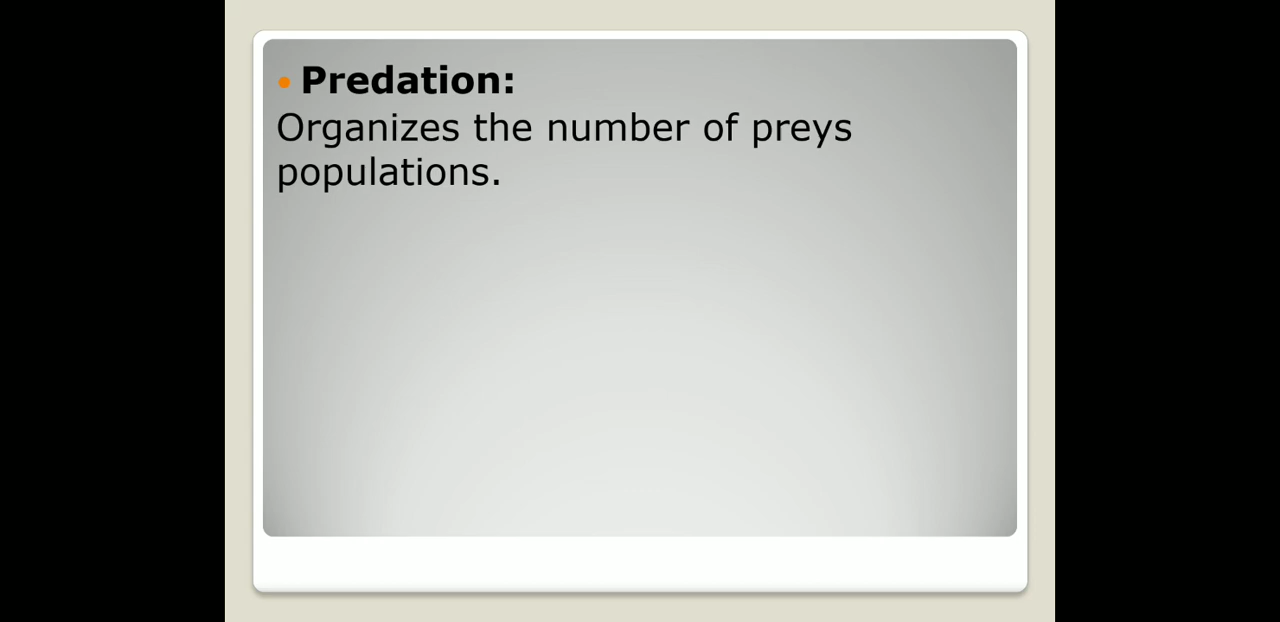 • Predation:
Organizes the number of preys
populations.